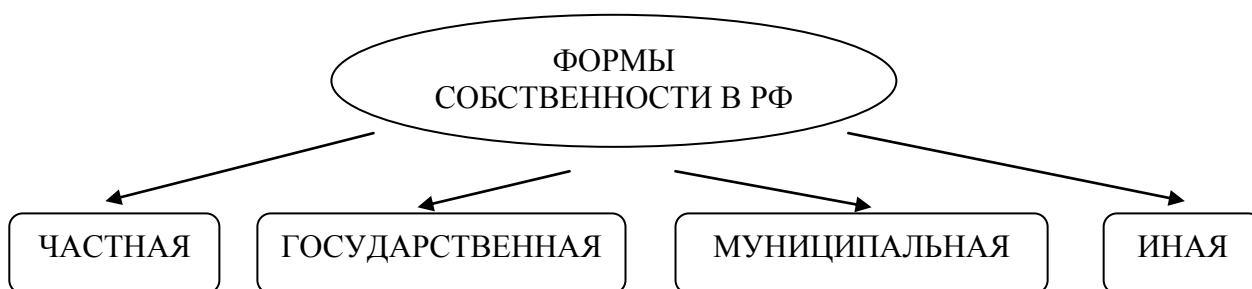 ФОРМЫ
СОБСТВЕННОСТИ В РФ
ЧАСТНАЯ
ГОСУДАРСТВЕННАЯ
МУНИЦИПАЛЬНАЯ
ИНАЯ